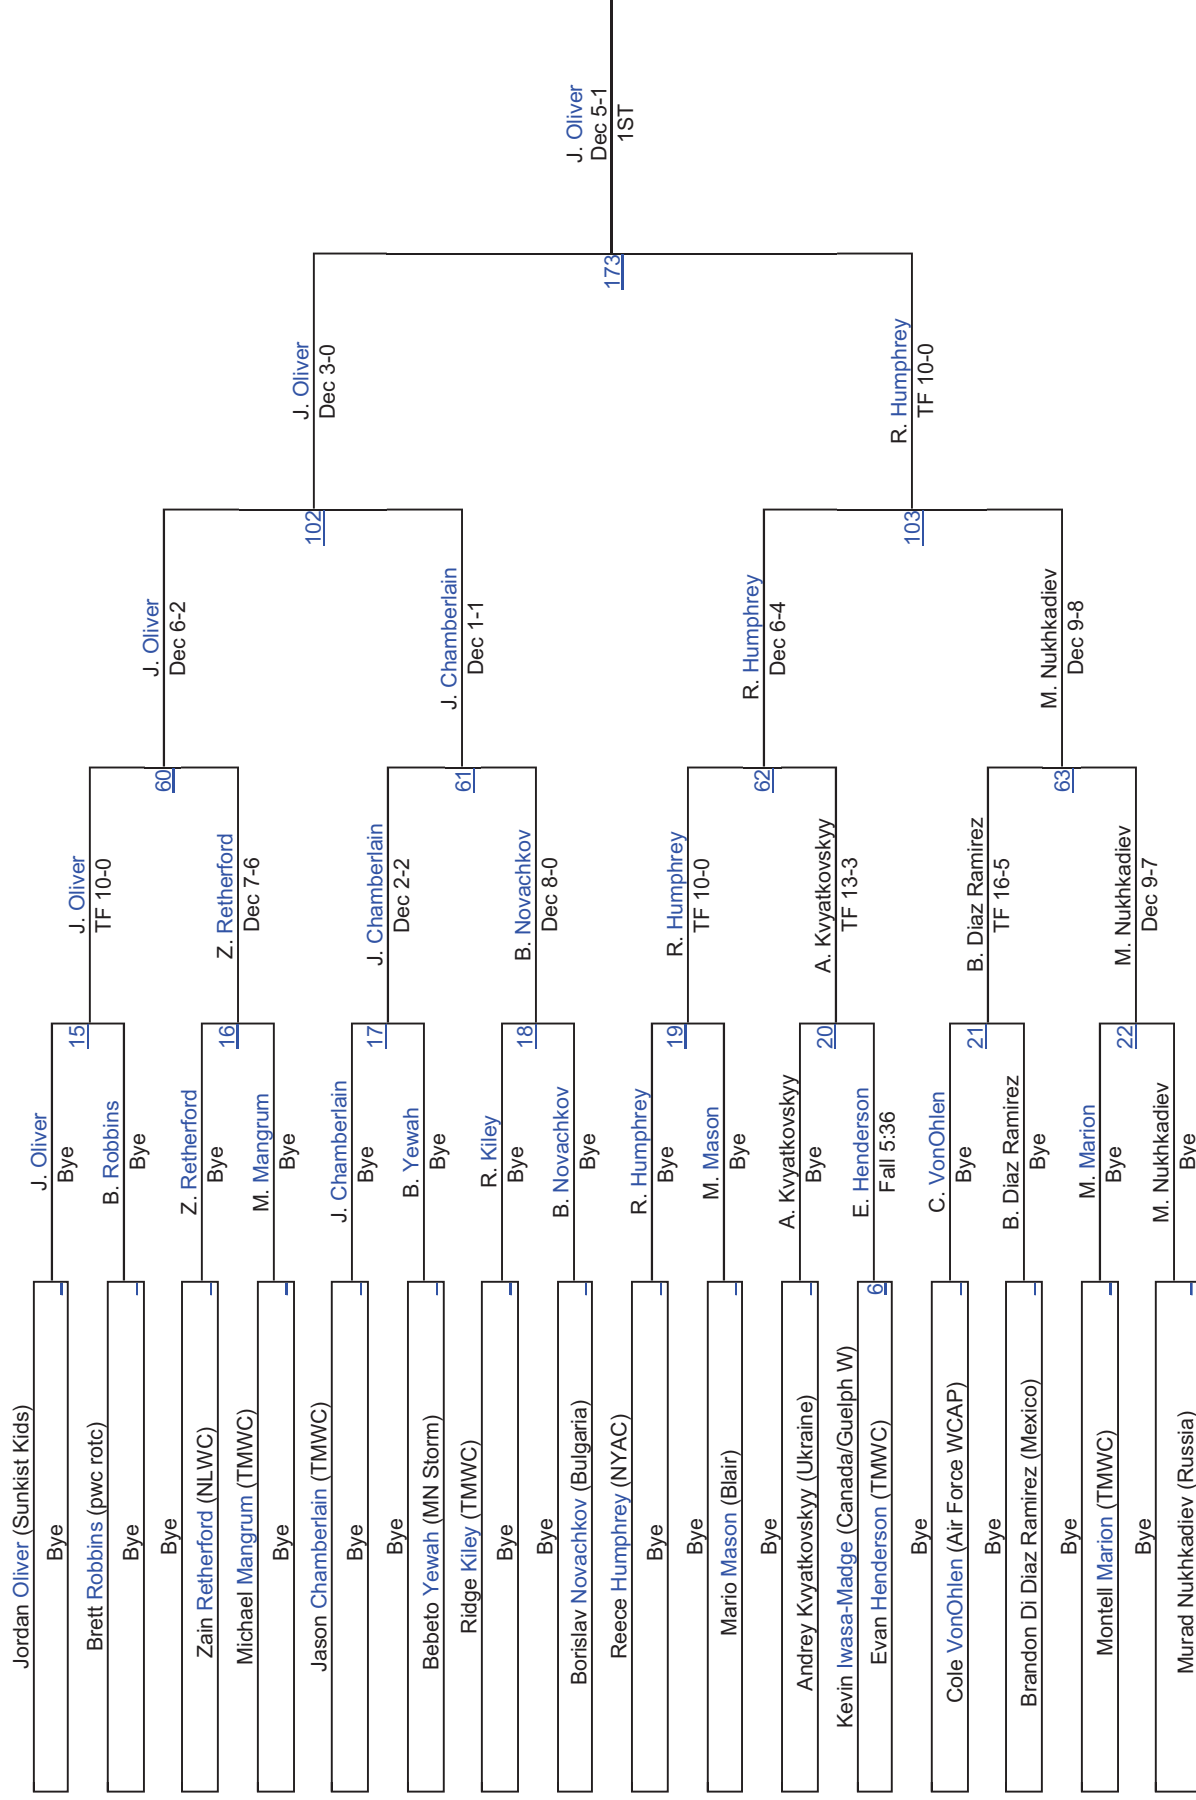 Jordan Oliver (Sunkist Kids)
Bye
Brett Robbins (pwc rotc)
Bye
Bye
Zain Retherford (NLWC)
Michael Mangrum (TMWC)
Bye
Jason Chamberlain (TMWC)
Bye
Bye
Bebeto Yewah (MN Storm)
Ridge Kiley (TMWC)
Bye
Bye
Borislav Novachkov (Bulgaria)
Reece Humphrey (NYAC)
Bye
Bye
Mario Mason (Blair)
Bye
Andrey Kvyatkovskyy (Ukraine)
Kevin Iwasa-Madge (Canada/Guelph W)
Evan Henderson (TMWC)
6
Bye
Cole VonOhlen (Air Force WCAP)
Bye
Brandon Di Diaz Ramirez (Mexico)
Bye
Montell Marion (TMWC)
Bye
Murad Nukhkadiev (Russia)
J. Oliver
Bye
15
B. Robbins
Bye
Z. Retherford
Bye
16
M. Mangrum
Bye
J. Chamberlain
Bye
17
B. Yewah
Bye
R. Kiley
Bye
18
B. Novachkov
Bye
R. Humphrey
Bye
19
M. Mason
Bye
A. Kvyatkovskyy
Bye
20
E. Henderson
Fall 5:36
C. VonOhlen
Bye
21
B. Diaz Ramirez
Bye
M. Marion
Bye
22
M. Nukhkadiev
Bye
J. Oliver
TF 10-0
60
Z. Retherford
Dec 7-6
J. Chamberlain
Dec 2-2
61
B. Novachkov
Dec 8-0
R. Humphrey
TF 10-0
62
A. Kvyatkovskyy
TF 13-3
B. Diaz Ramirez
TF 16-5
63
M. Nukhkadiev
Dec 9-7
J. Oliver
Dec 6-2
102
J. Chamberlain
Dec 1-1
R. Humphrey
Dec 6-4
103
M. Nukhkadiev
Dec 9-8
J. Oliver
Dec 3-0
173
R. Humphrey
TF 10-0
J. Oliver
Dec 5-1
1ST